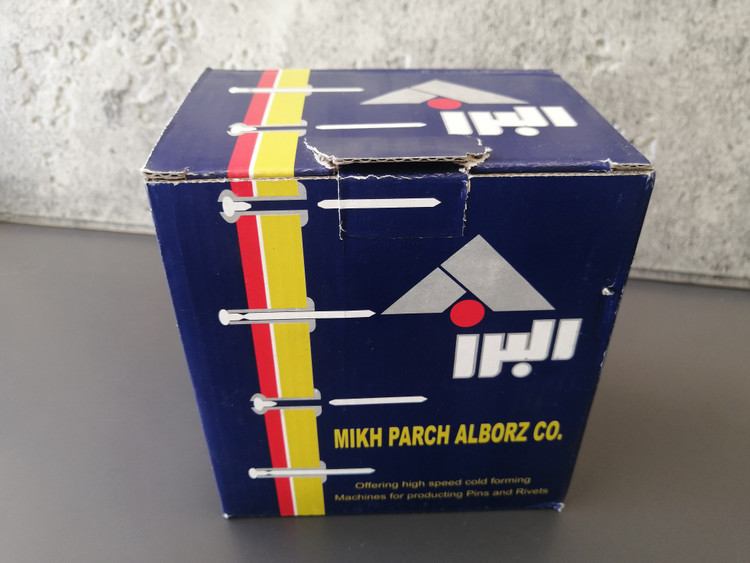 البرز
البرز
MIKH PARCH ALBORZ CO.
Offering high speed cold forming
Machines for producting Pins and Rivets